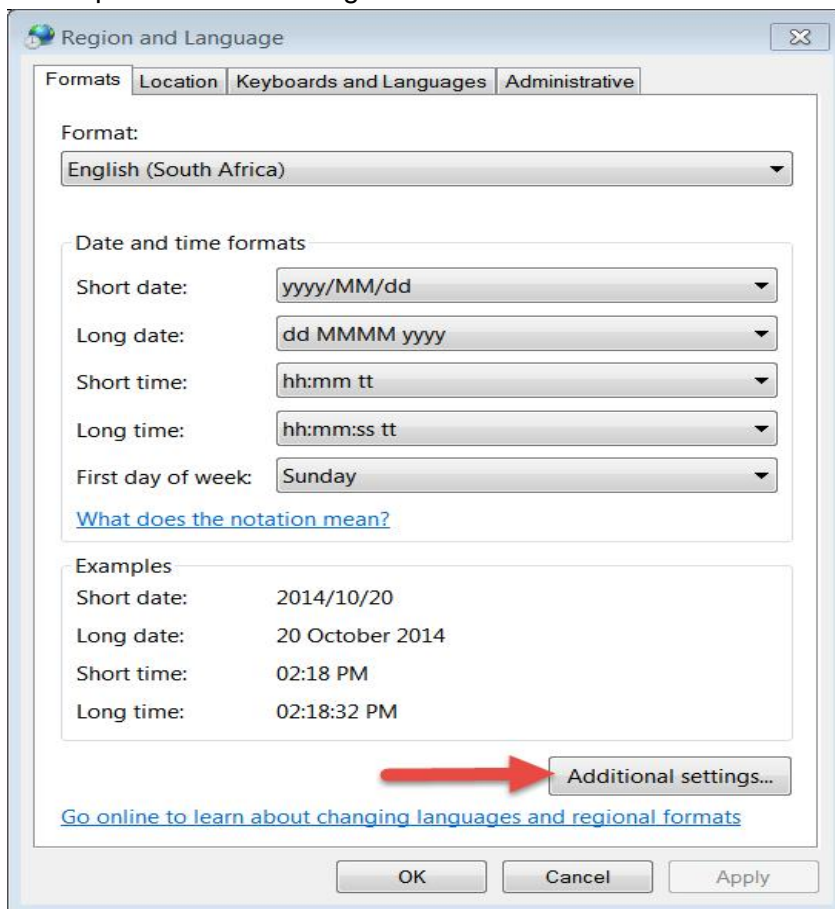 Region and Language
Formats Location Keyboards and Languages Administrative
Format:
English (South Africa)
Date and time formats
Short date: yyyy/MM/dd
Long date: dd MMMM yyyy
Short time: hh:mm tt
Long time: hh:mm:ss tt
First day of week: Sunday
What does the notation mean?
Examples
Short date: 2014/10/20
Long date: 20 October 2014
Short time: 02:18 PM
Long time: 02:18:32 PM
Additional settings...
Go online to learn about changing languages and regional formats
OK Cancel Apply